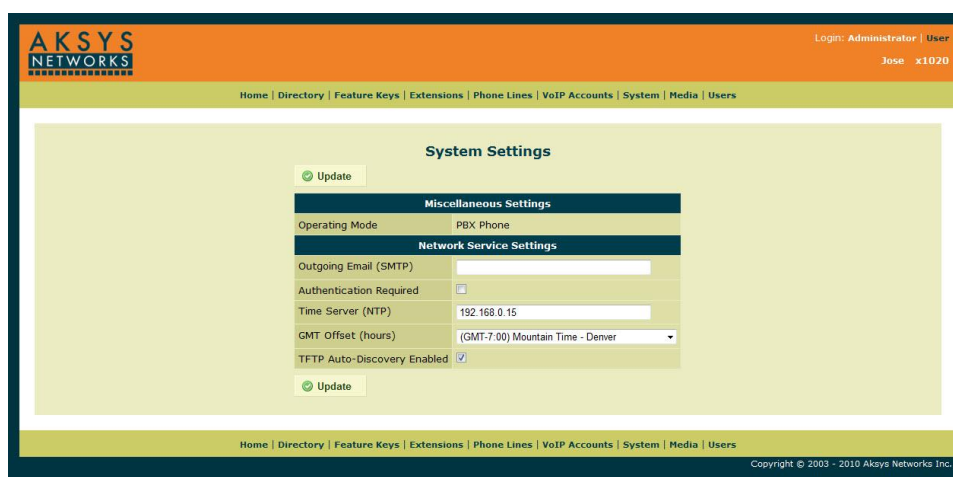 AKSYS
NETWORKS
Login: Administrator | User
Jose x1020
Home | Directory | Feature Keys | Extensions | Phone Lines | VoIP Accounts | System | Media | Users
System Settings
Update
Miscellaneous Settings
Operating Mode PBX Phone
Network Service Settings
Outgoing Email (SMTP)
Authentication Required
Time Server (NTP) 192.168.0.15
GMT Offset (hours) (GMT-7:00) Mountain Time - Denver
TFTP Auto-Discovery Enabled
Update
Home | Directory | Feature Keys | Extensions | Phone Lines | VoIP Accounts | System | Media | Users
Copyright © 2003 - 2010 Aksys Networks Inc.